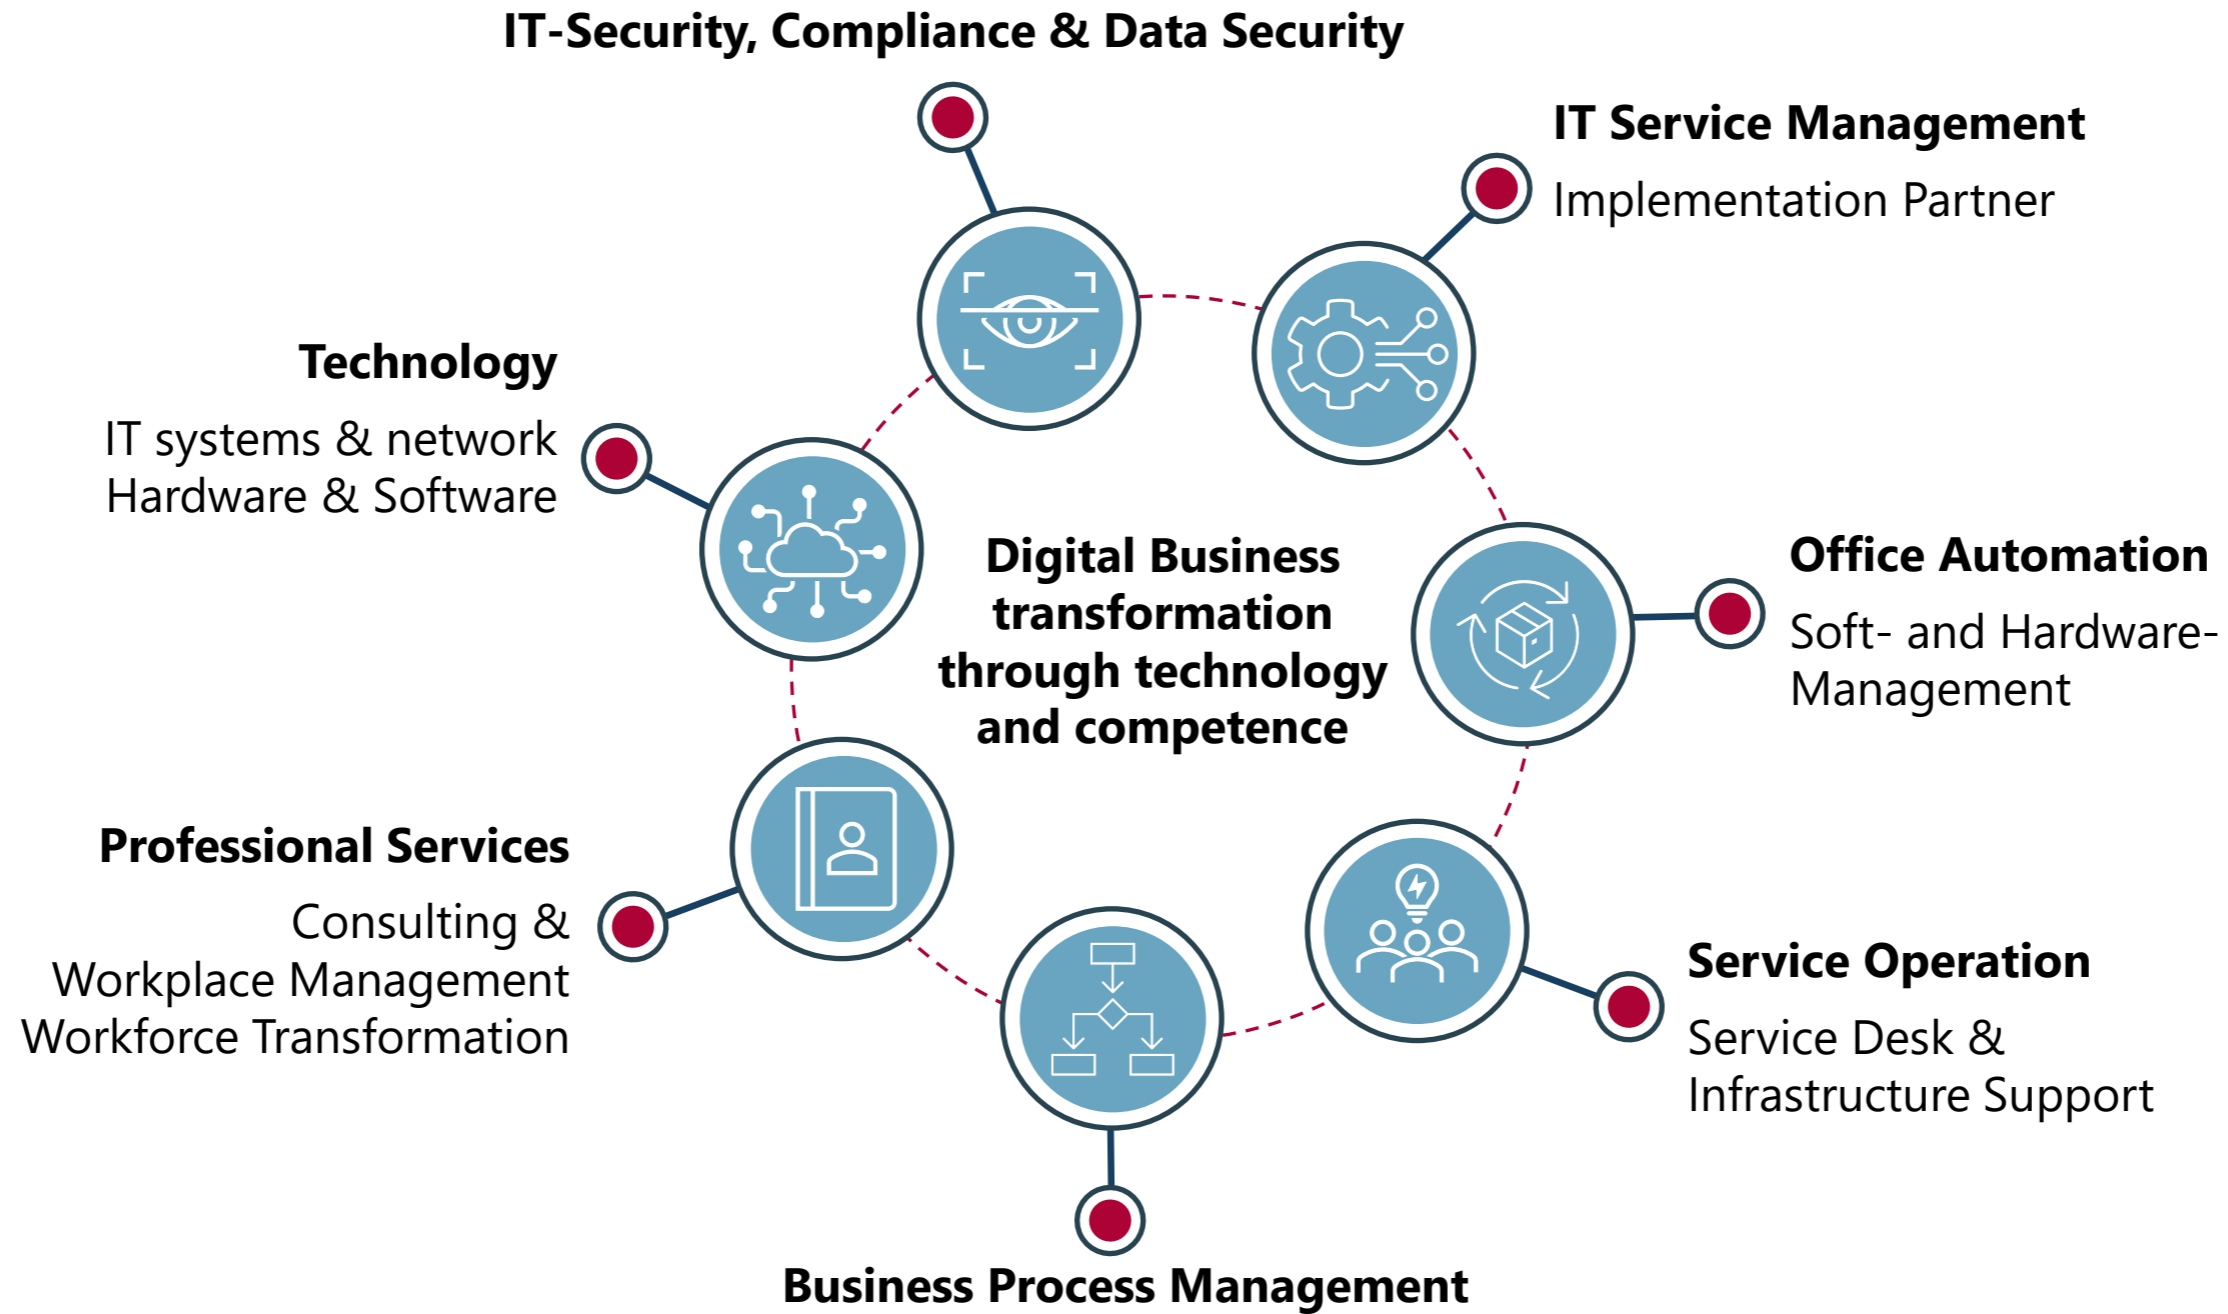 IT-Security, Compliance & Data Security
IT Service Management
Implementation Partner
Technology
IT systems & network
Hardware & Software
Digital Business
transformation
through technology
and competence
Office Automation
Soft- and Hardware-
Management
Professional Services
Consulting &
Workplace Management
Workforce Transformation
Service Operation
Service Desk &
Infrastructure Support
Business Process Management